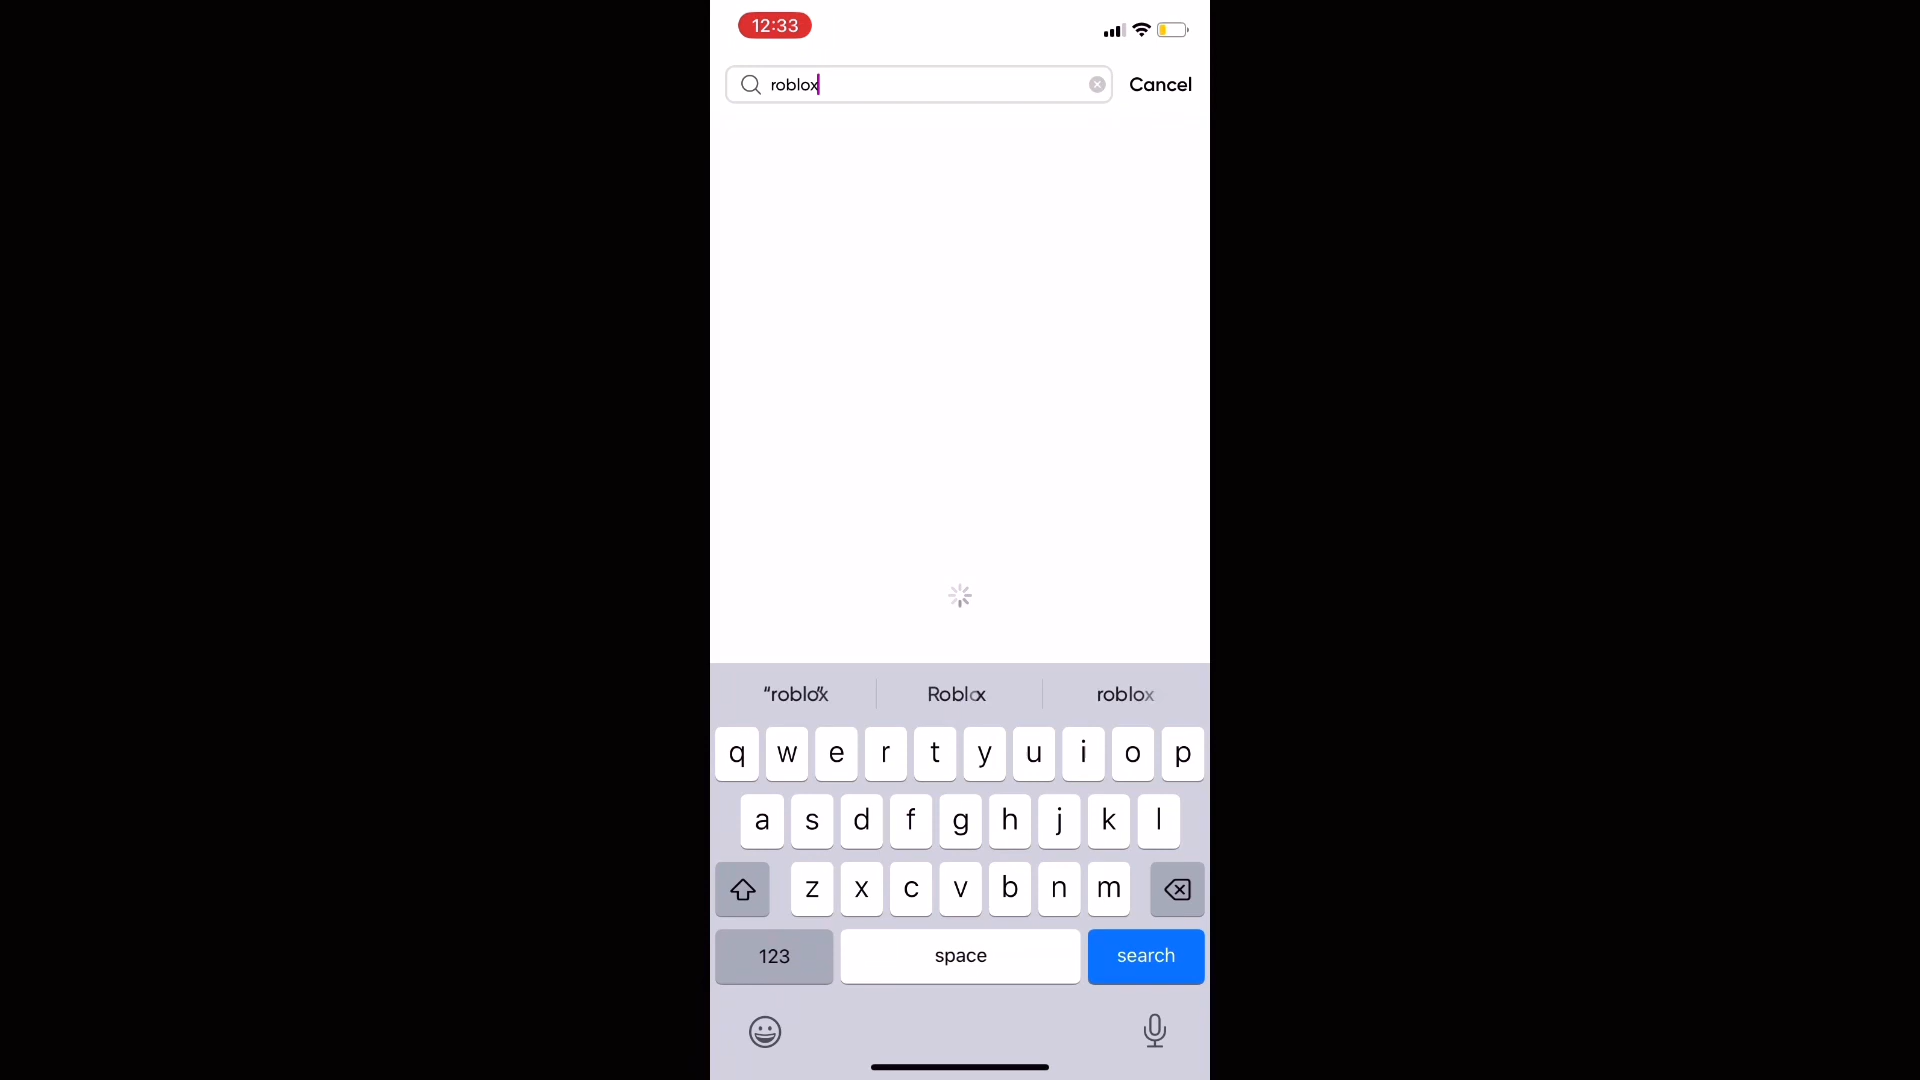 12:33
roblox Cancel
“roblox“ Roblox roblox
q w e r t y u i o p
a s d f g h j k l
z x c v b n m
123 space search